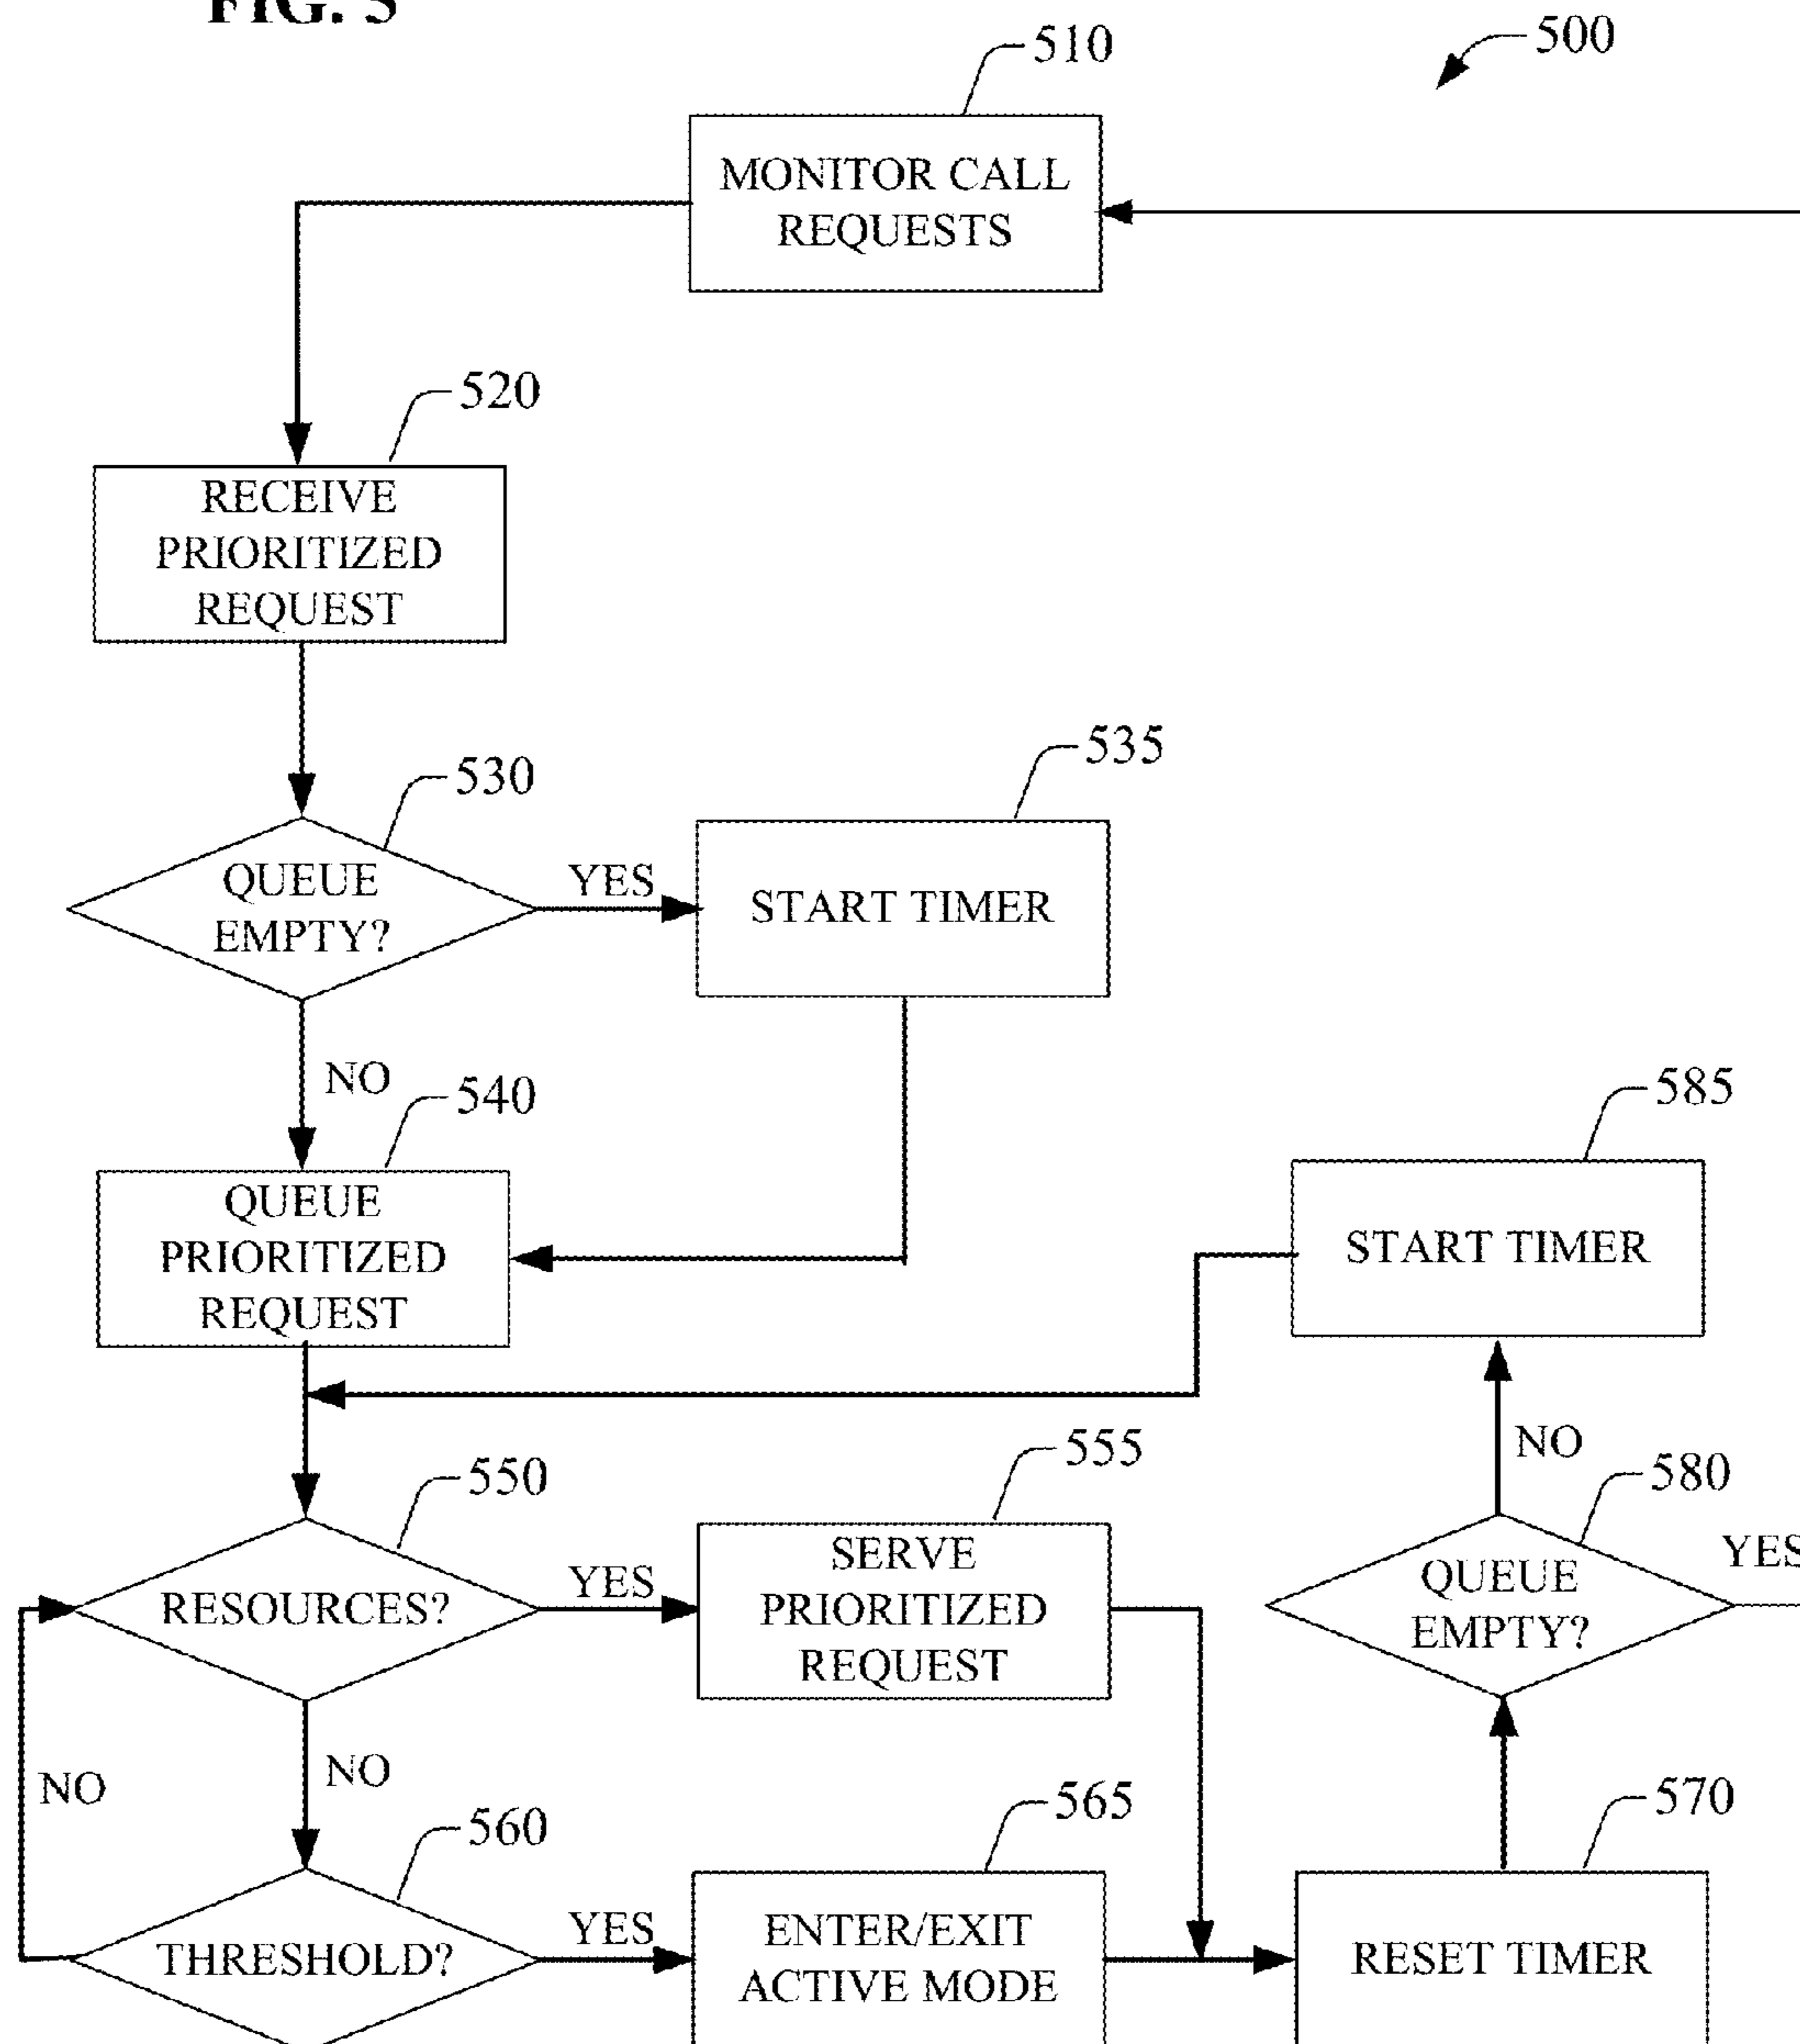 FIG. 5
500
510
MONITOR CALL
REQUESTS
520
RECEIVE
PRIORITIZED
REQUEST
530
QUEUE
EMPTY?
YES
535
START TIMER
NO
540
QUEUE
PRIORITIZED
REQUEST
585
START TIMER
NO
550
RESOURCES?
YES
555
SERVE
PRIORITIZED
REQUEST
580
QUEUE
EMPTY?
YES
NO
NO
560
THRESHOLD?
YES
565
ENTER/EXIT
ACTIVE MODE
570
RESET TIMER